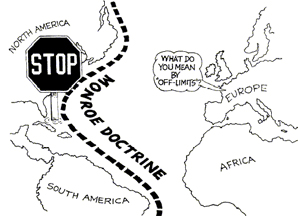 NORTH AMERICA
STOP
MONROE DOCTRINE
WHAT DO
YOU MEAN
BY
"OFF-LIMITS"?
EUROPE
AFRICA
SOUTH AMERICA